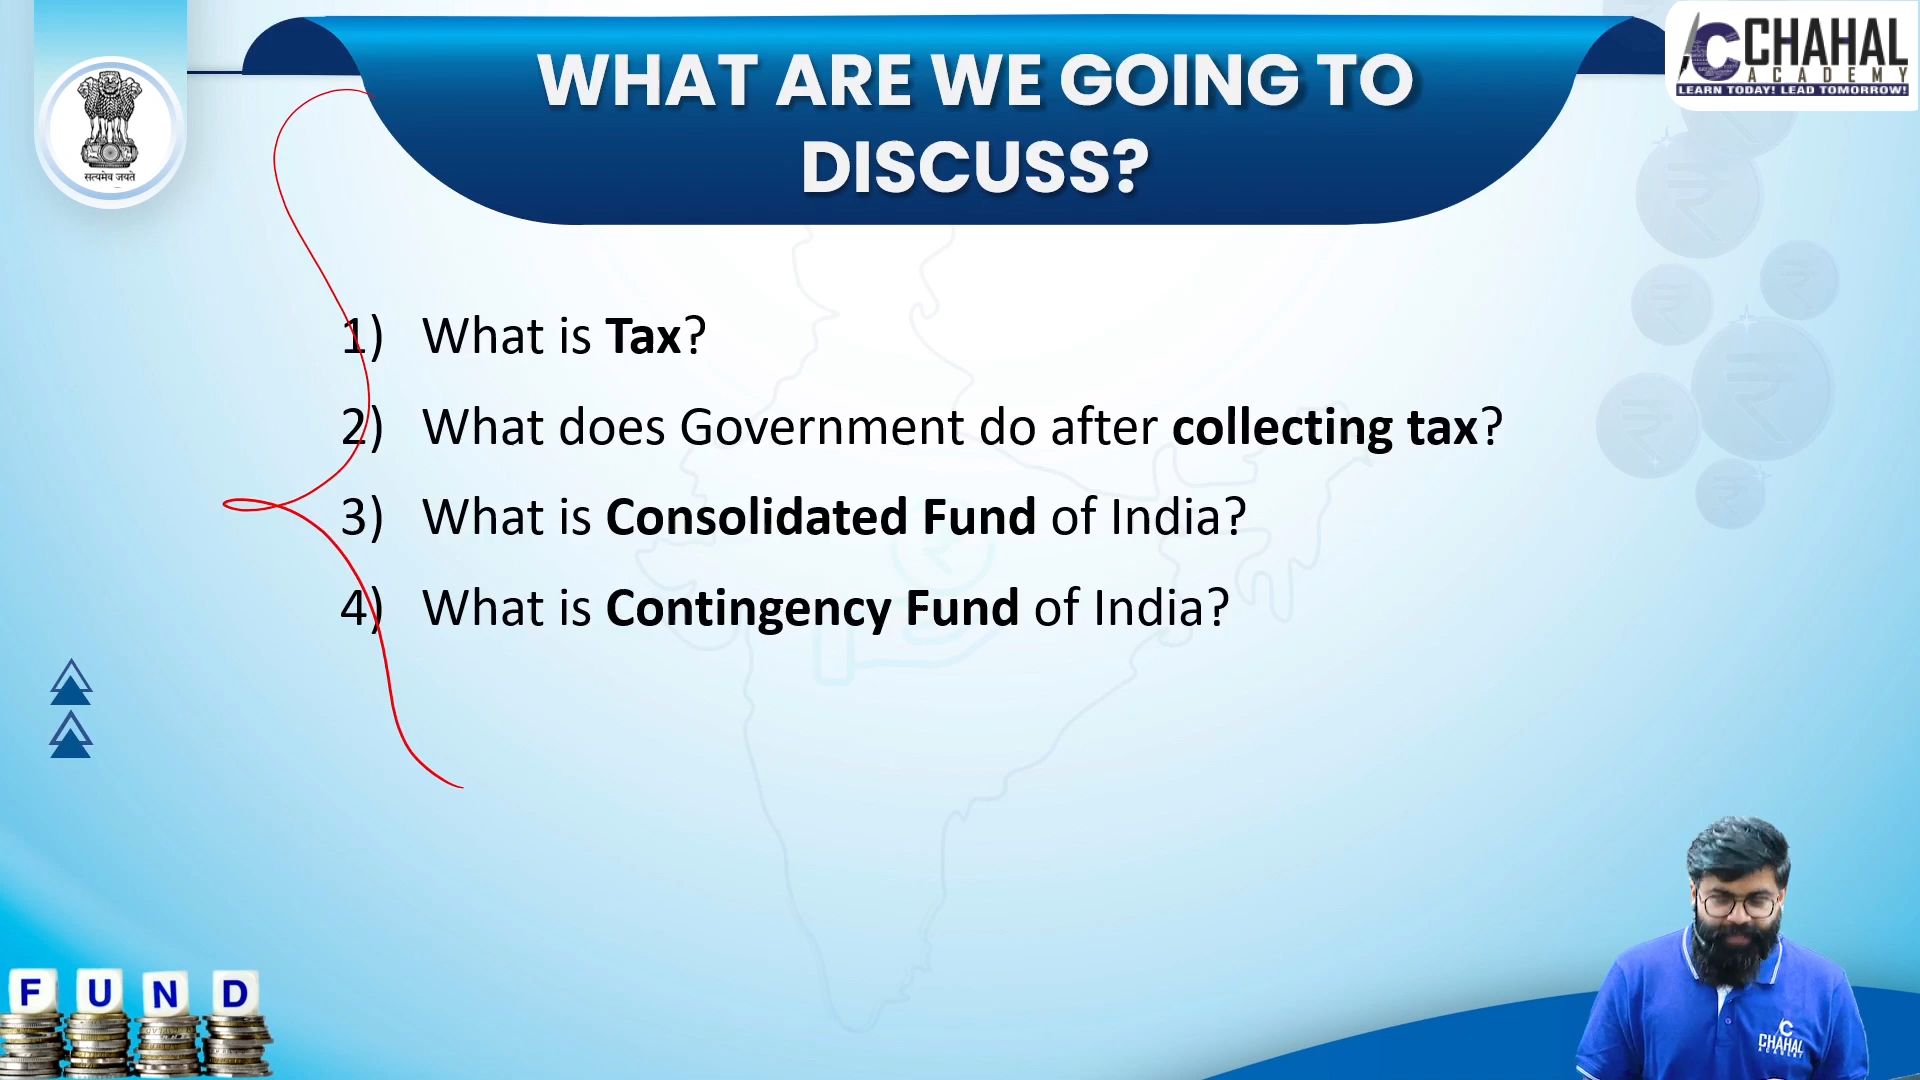 WHAT ARE WE GOING TO
DISCUSS?
CHAHAL
ACADEMY
LEARN TODAY! LEAD TOMORROW!
सत्यमेव जयते
1) What is Tax?
2) What does Government do after collecting tax?
3) What is Consolidated Fund of India?
4) What is Contingency Fund of India?
F U N D
CHAHAL
ACADEMY